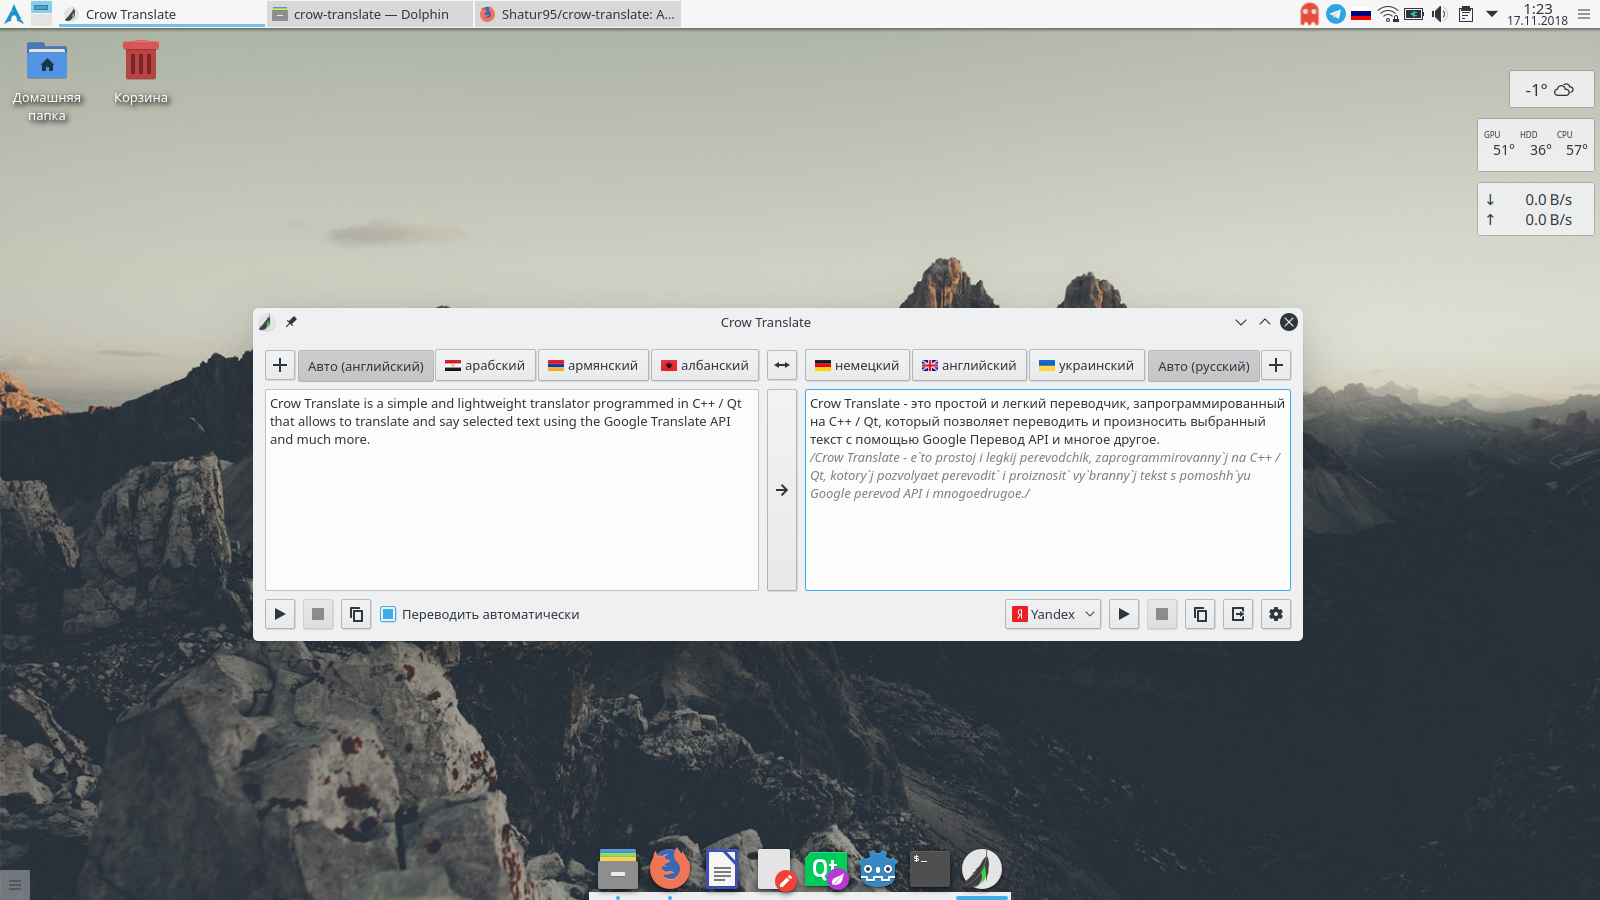 Crow Translate
crow-translate — Dolphin
Shatur95/crow-translate: A...
1:23
17.11.2018
Домашняя
папка
Корзина
-1°
GPU HDD CPU
51° 36° 57°
↓ 0.0 B/s
↑ 0.0 B/s
Crow Translate
Авто (английский) арабский армянский албанский
немецкий английский украинский Авто (русский)
Crow Translate is a simple and lightweight translator programmed in C++ / Qt
that allows to translate and say selected text using the Google Translate API
and much more.
Crow Translate - это простой и легкий переводчик, запрограммированный
на C++ / Qt, который позволяет переводить и произносить выбранный
текст с помощью Google Перевод API и многое другое.
/Crow Translate - e`to prostoj i legkij perevodchik, zaprogrammirovanny`j na C++ /
Qt, kotory`j pozvolyaet perevodit` i proiznosit` vy`branny`j tekst s pomoshh`yu
Google perevod API i mnogoedrugoe./
Переводить автоматически
Я Yandex
Qt
$_